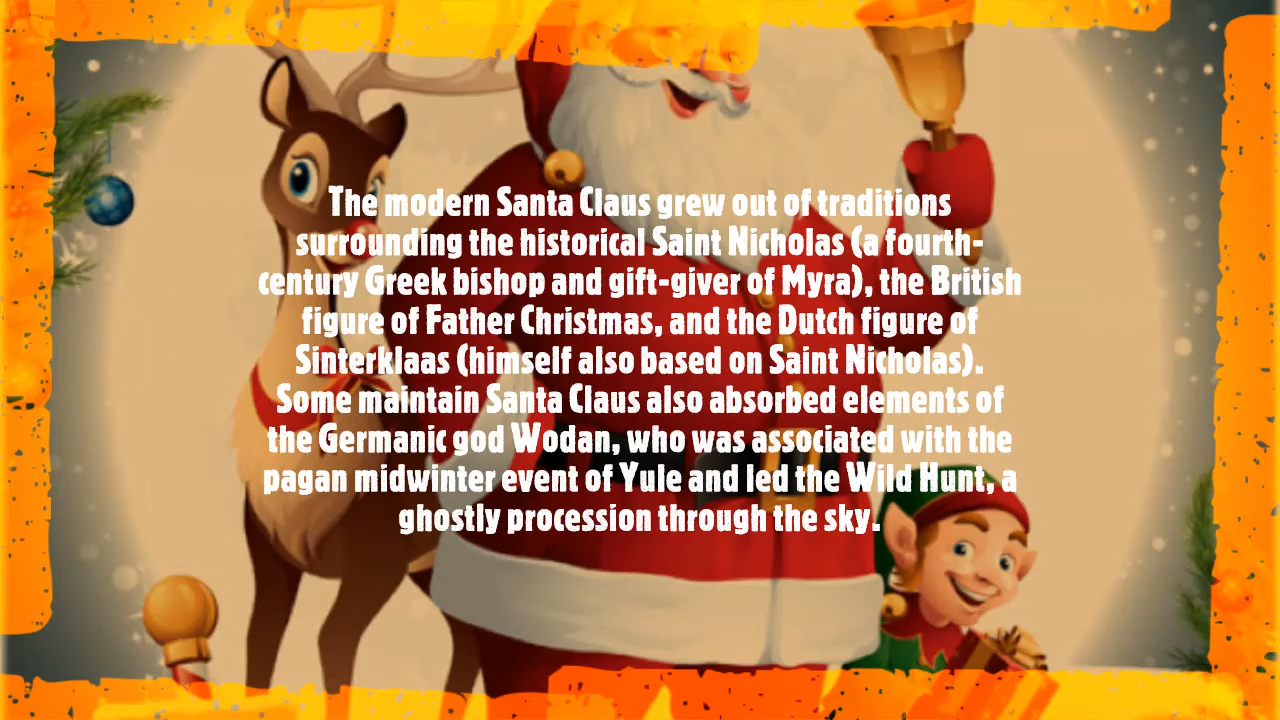 The modern Santa Claus grew out of traditions
surrounding the historical Saint Nicholas (a fourth-
century Greek bishop and gift-giver of Myra), the British
figure of Father Christmas, and the Dutch figure of
Sinterklaas (himself also based on Saint Nicholas).
Some maintain Santa Claus also absorbed elements of
the Germanic god Wodan, who was associated with the
pagan midwinter event of Yule and led the Wild Hunt, a
ghostly procession through the sky.